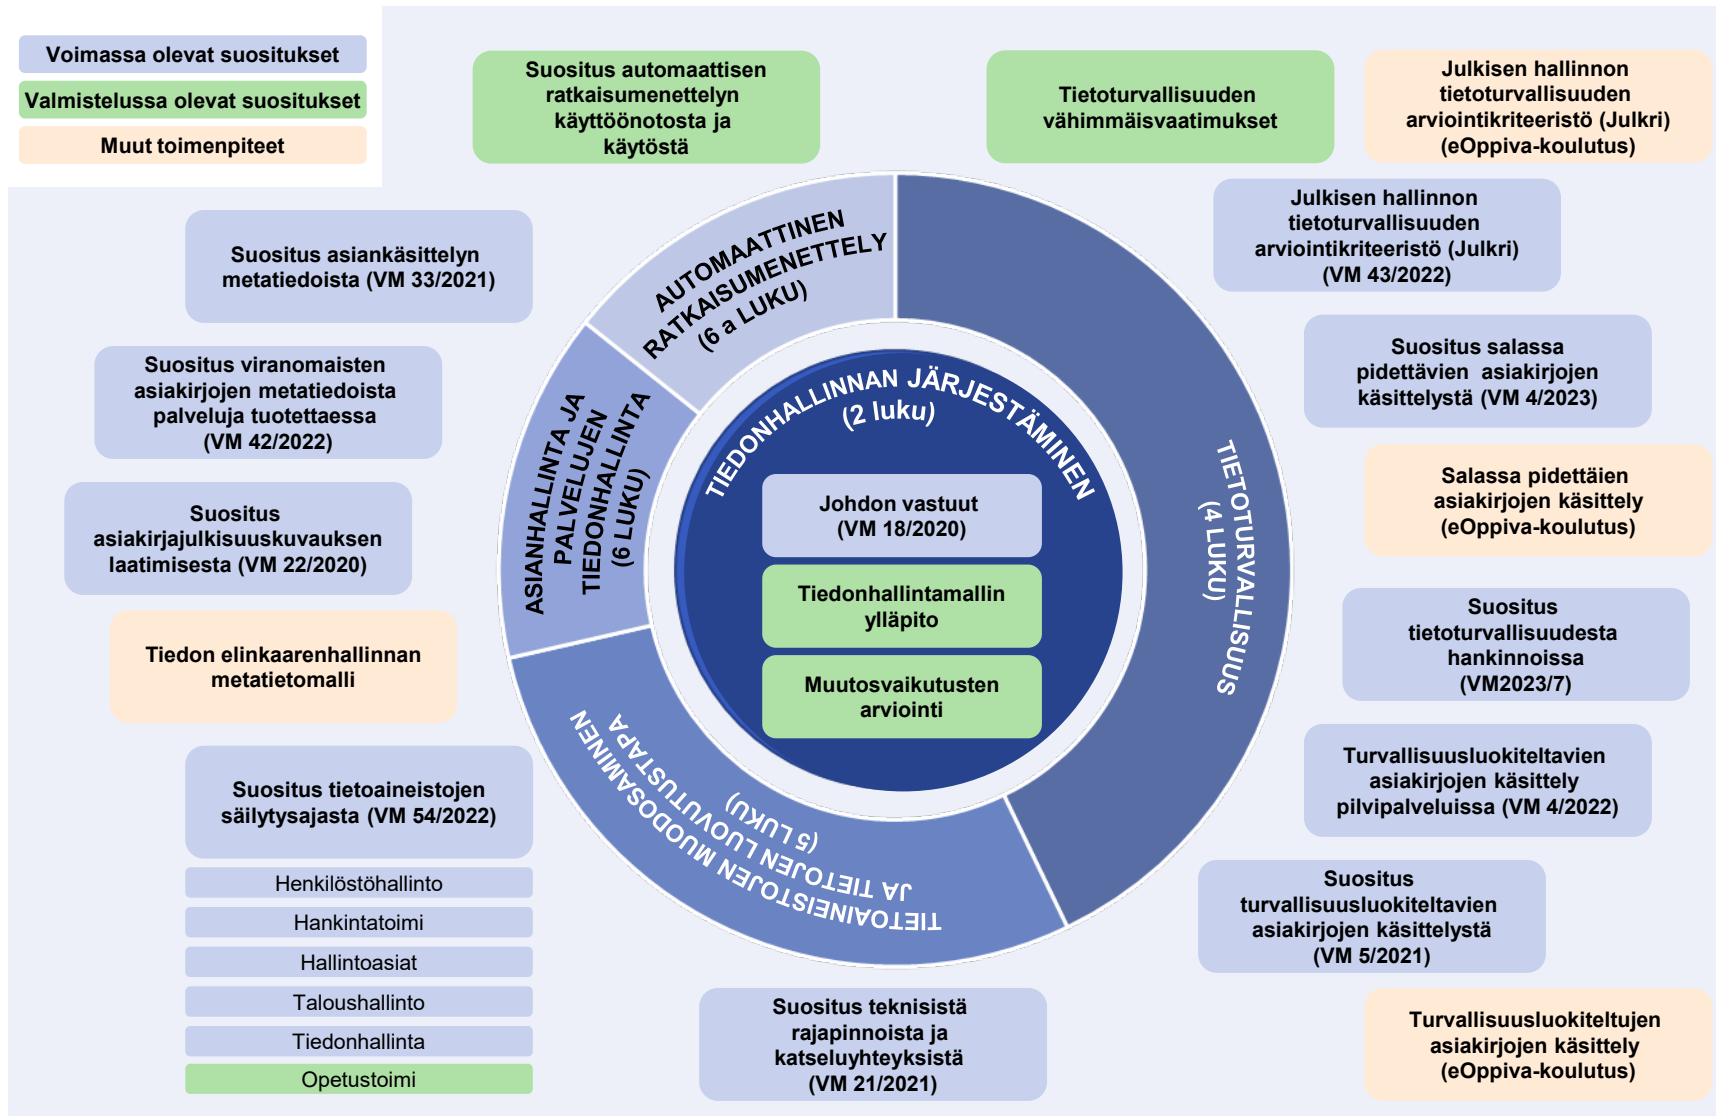 Voimassa olevat suositukset
Valmistelussa olevat suositukset
Muut toimenpiteet
Suositus automaattisen
ratkaisumenettelyn
käyttöönotosta ja
käytöstä
Tietoturvallisuuden
vähimmäisvaatimukset
Julkisen hallinnon
tietoturvallisuuden
arviointikriteeristö (Julkri)
(eOppiva-koulutus)
Julkisen hallinnon
tietoturvallisuuden
arviointikriteeristö (Julkri)
(VM 43/2022)
Suositus salassa
pidettävien asiakirjojen
käsittelystä (VM 4/2023)
Salassa pidettäien
asiakirjojen käsittely
(eOppiva-koulutus)
Suositus
tietoturvallisuudesta
hankinnoissa
(VM2023/7)
Turvallisuusluokiteltavien
asiakirjojen käsittely
pilvipalveluissa (VM 4/2022)
Suositus
turvallisuusluokiteltavien
asiakirjojen käsittelystä
(VM 5/2021)
Turvallisuusluokiteltujen
asiakirjojen käsittely
(eOppiva-koulutus)
Suositus teknisistä
rajapinnoista ja
katseluyhteyksistä
(VM 21/2021)
Suositus asiankäsittelyn
metatiedoista (VM 33/2021)
Suositus viranomaisten
asiakirjojen metatiedoista
palveluja tuotettaessa
(VM 42/2022)
Suositus
asiakirjajulkisuuskuvauksen
laatimisesta (VM 22/2020)
Tiedon elinkaarenhallinnan
metatietomalli
Suositus tietoaineistojen
säilytysajasta (VM 54/2022)
Henkilöstöhallinto
Hankintatoimi
Hallintoasiat
Taloushallinto
Tiedonhallinta
Opetustoimi
AUTOMAATTINEN
RATKAISUMENETTELY
(6 a LUKU)
ASIANHALLINTA JA
PALVELUJEN
TIEDONHALLINTA
(6 LUKU)
TIETOAINEISTOJEN MUODOSAMINEN
JA TIETOJEN LUOVUTUSTAPA
(5 LUKU)
TIETOTURVALLISUUS
(4 LUKU)
TIEDONHALLINNAN JÄRJESTÄMINEN
(2 luku)
Johdon vastuut
(VM 18/2020)
Tiedonhallintamallin
ylläpito
Muutosvaikutusten
arviointi